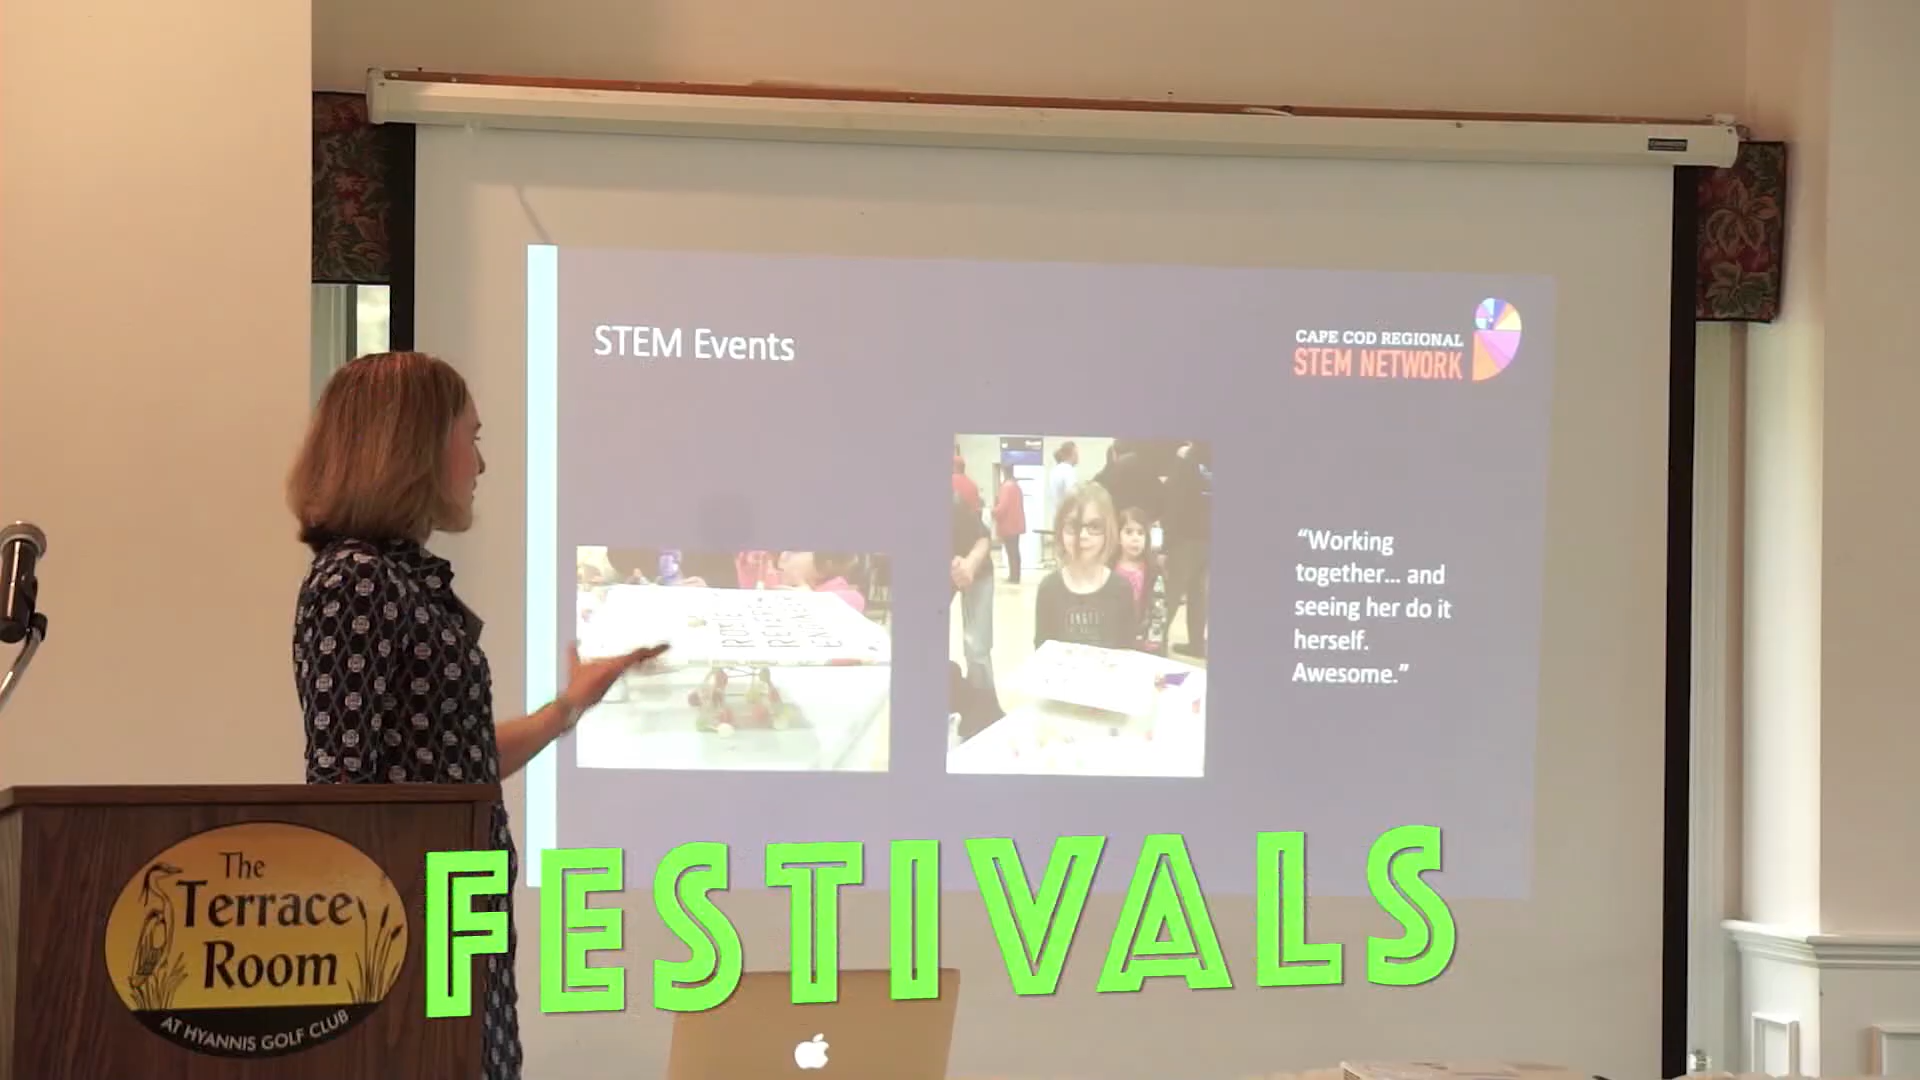 STEM Events
CAPE COD REGIONAL
STEM NETWORK
“Working
together... and
seeing her do it
herself.
Awesome.”
FESTIVALS
The
Terrace
Room
AT HYANNIS GOLF CLUB